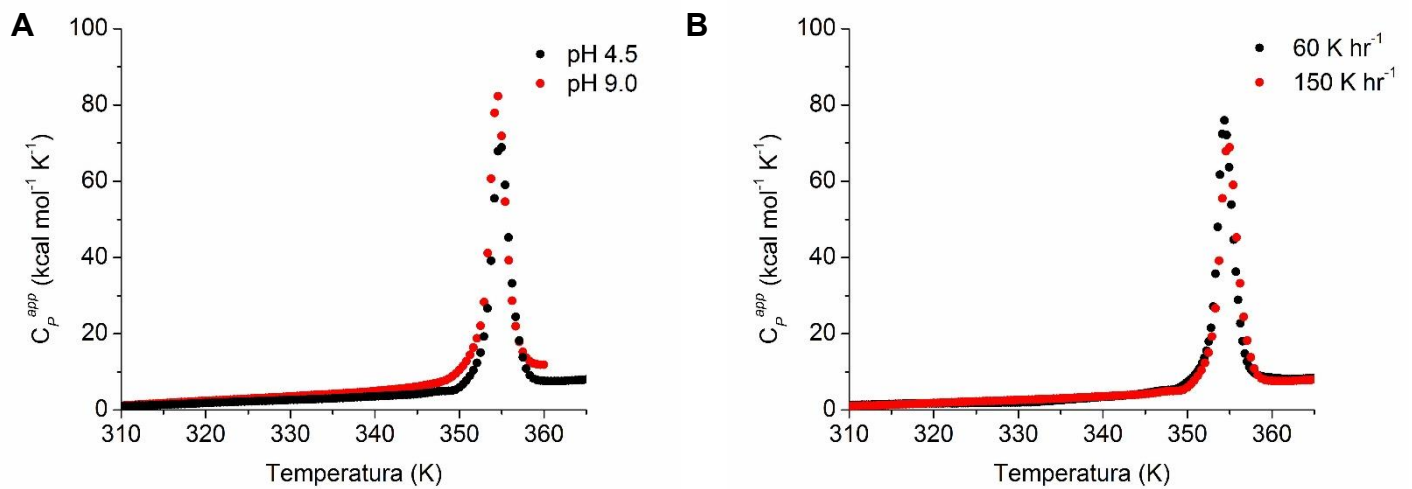 A
100
80
60
40
20
0
C_P^app (kcal mol⁻¹ K⁻¹)
pH 4.5
pH 9.0
310 320 330 340 350 360
Temperatura (K)
B
100
80
60
40
20
0
C_P^app (kcal mol⁻¹ K⁻¹)
60 K hr⁻¹
150 K hr⁻¹
310 320 330 340 350 360
Temperatura (K)